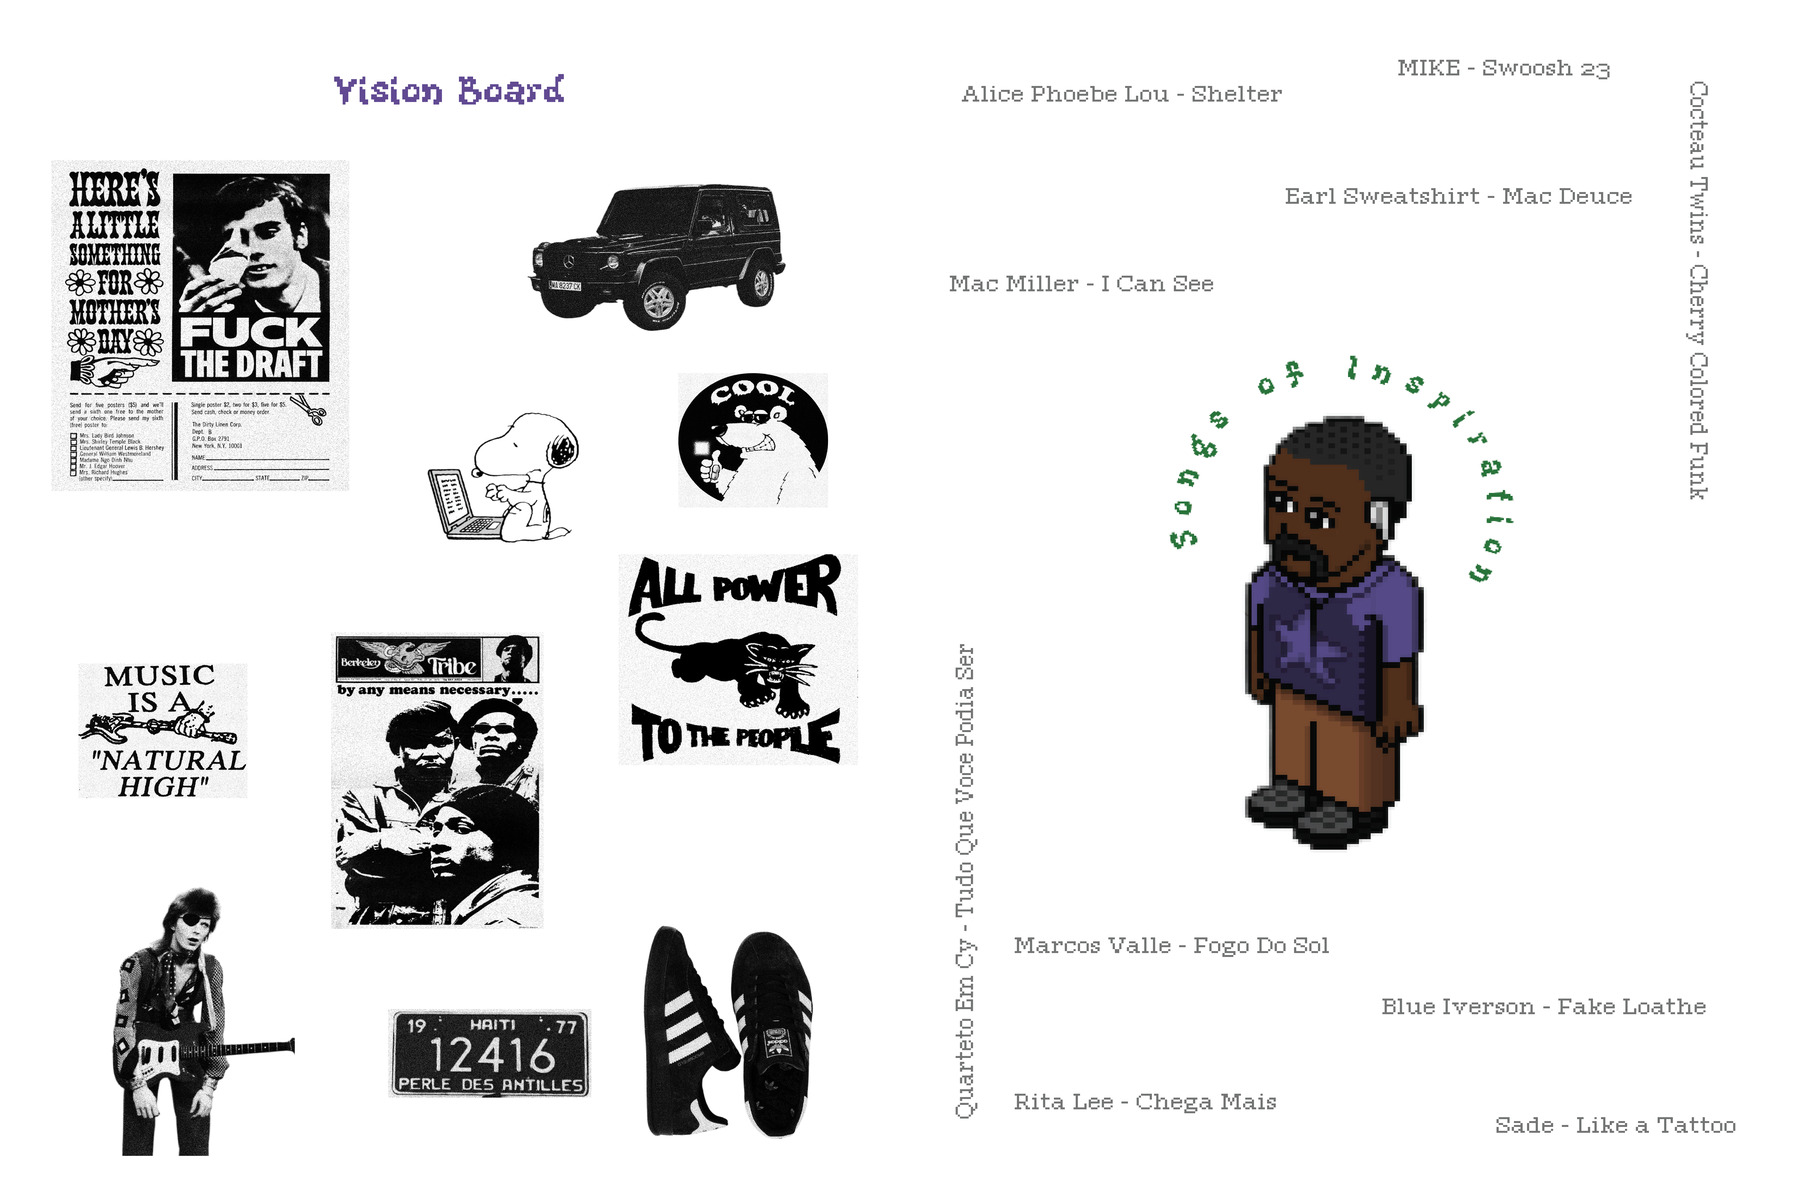 Vision Board
HERE'S
A LITTLE
SOMETHING
FOR
MOTHER'S
DAY
FUCK
THE DRAFT
Send for five posters ($5) and we'll
send a sixth one free to the mother
of your choice. Please send my sixth
(free) poster to:
Mrs. Lady Bird Johnson
Mrs. Shirley Temple Black
Lieutenant General Lewis B. Hershey
General William Westmoreland
Madame Ngo Dinh Nhu
Mr. J. Edgar Hoover
Mrs. Richard Hughes
(other specify)
Single poster $2, two for $3, five for $5.
Send cash, check or money order.
The Dirty Linen Corp.
Dept. B
G.P.O. Box 2791
New York, N.Y. 10003
NAME
ADDRESS
CITY STATE ZIP
MA 8237 CK
COOL
ALL POWER
TO THE PEOPLE
MUSIC
IS A
"NATURAL
HIGH"
Berkeley Tribe
by any means necessary.....
19 HAITI 77
12416
PERLE DES ANTILLES
adidas
MIKE - Swoosh 23
Alice Phoebe Lou - Shelter
Cocteau Twins - Cherry Colored Funk
Earl Sweatshirt - Mac Deuce
Mac Miller - I Can See
Songs of Inspiration
Quarteto Em Cy - Tudo Que Voce Podia Ser
Marcos Valle - Fogo Do Sol
Blue Iverson - Fake Loathe
Rita Lee - Chega Mais
Sade - Like a Tattoo